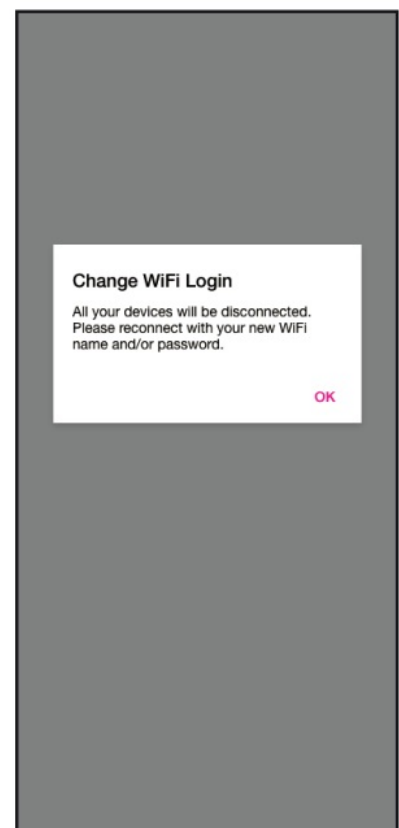 Change WiFi Login
All your devices will be disconnected.
Please reconnect with your new WiFi
name and/or password.
OK